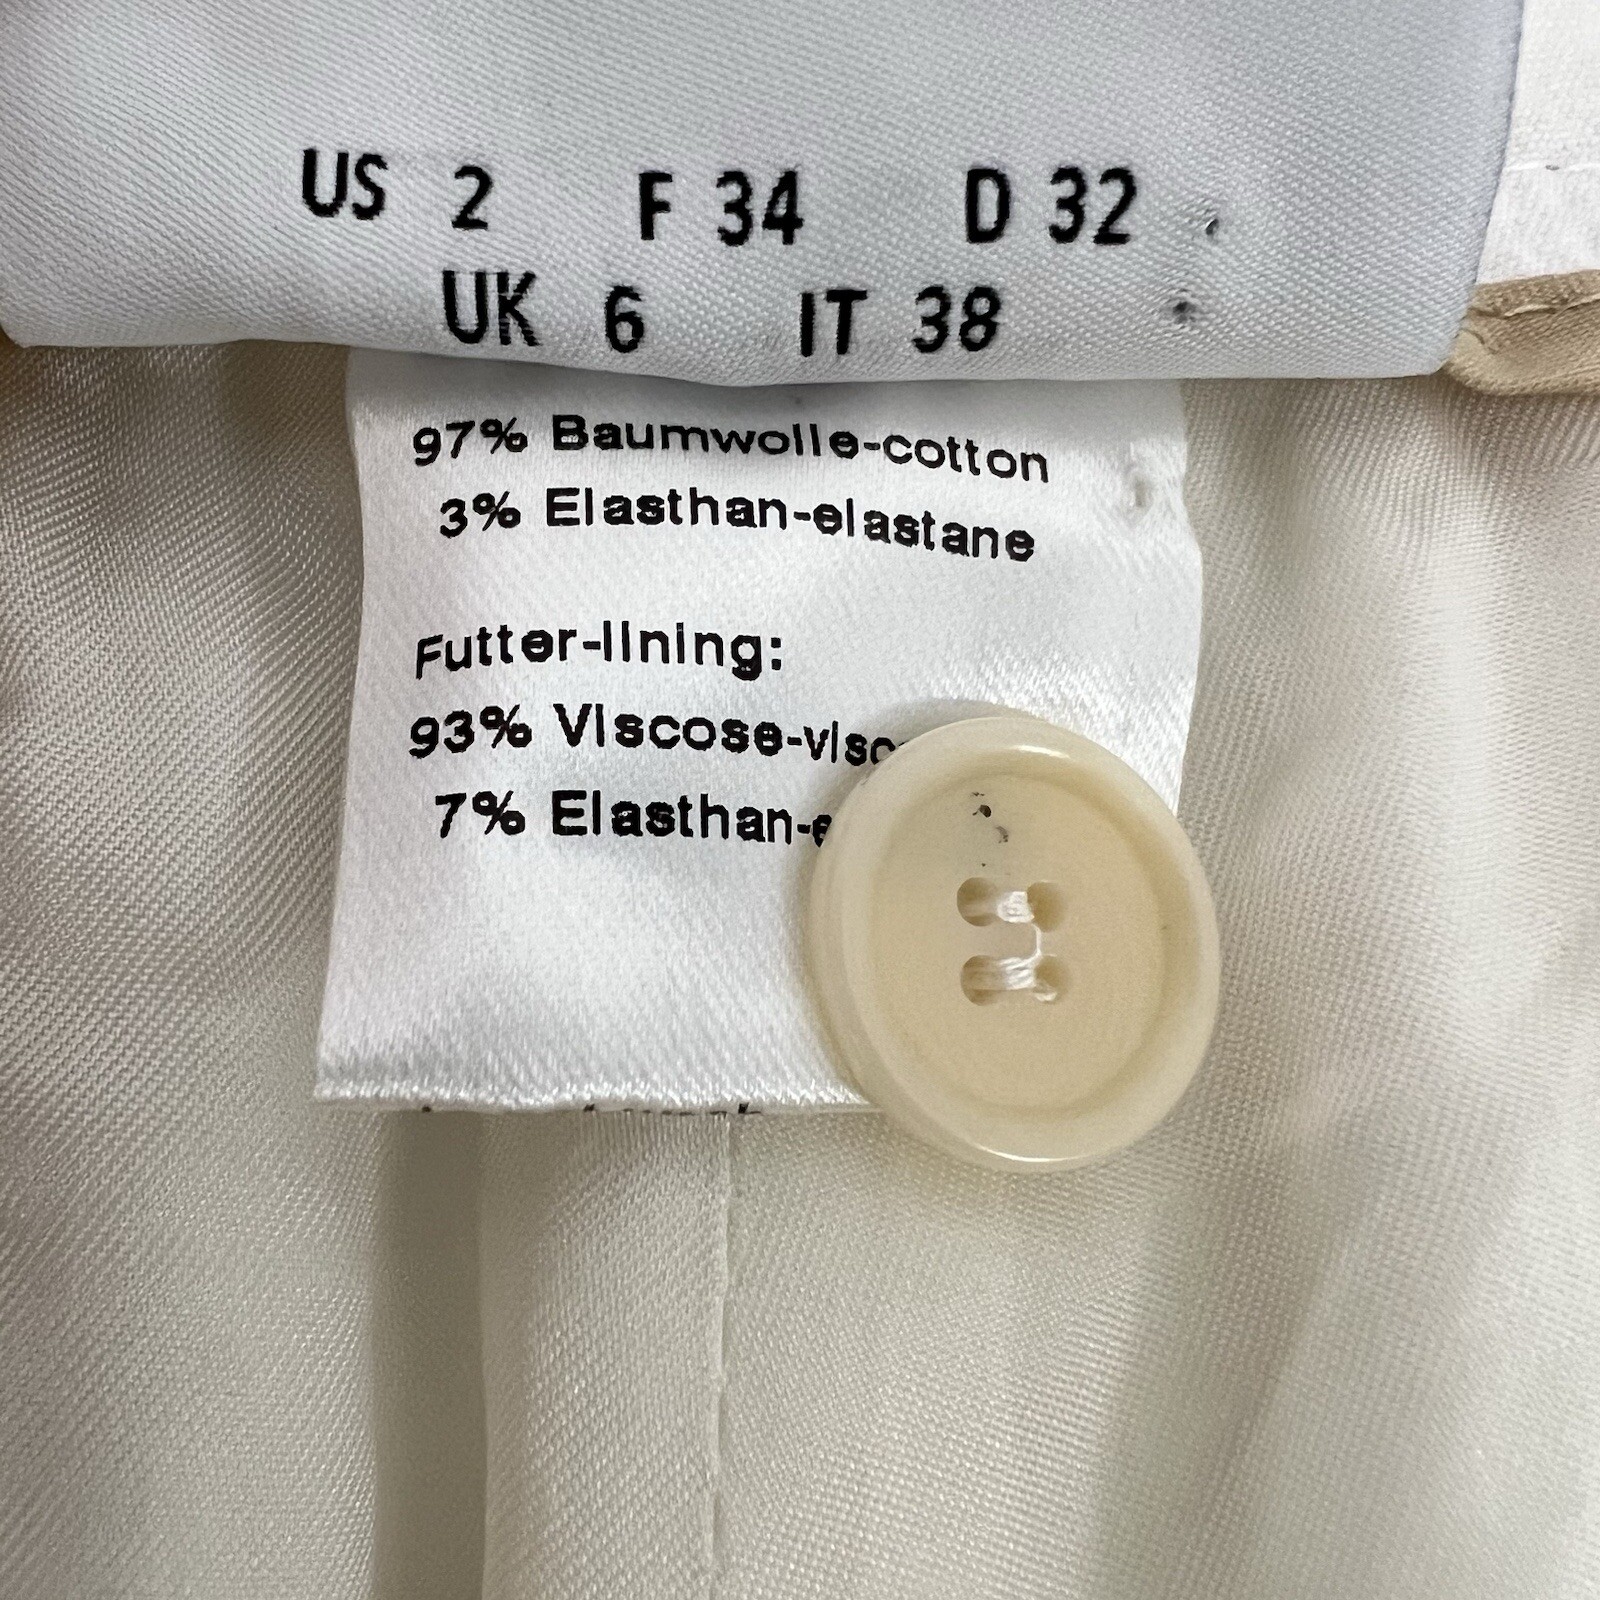 US 2 F 34 D 32
UK 6 IT 38
97% Baumwolle-cotton
3% Elasthan-elastane
Futter-lining:
93% Viscose-visc
7% Elasthan-e